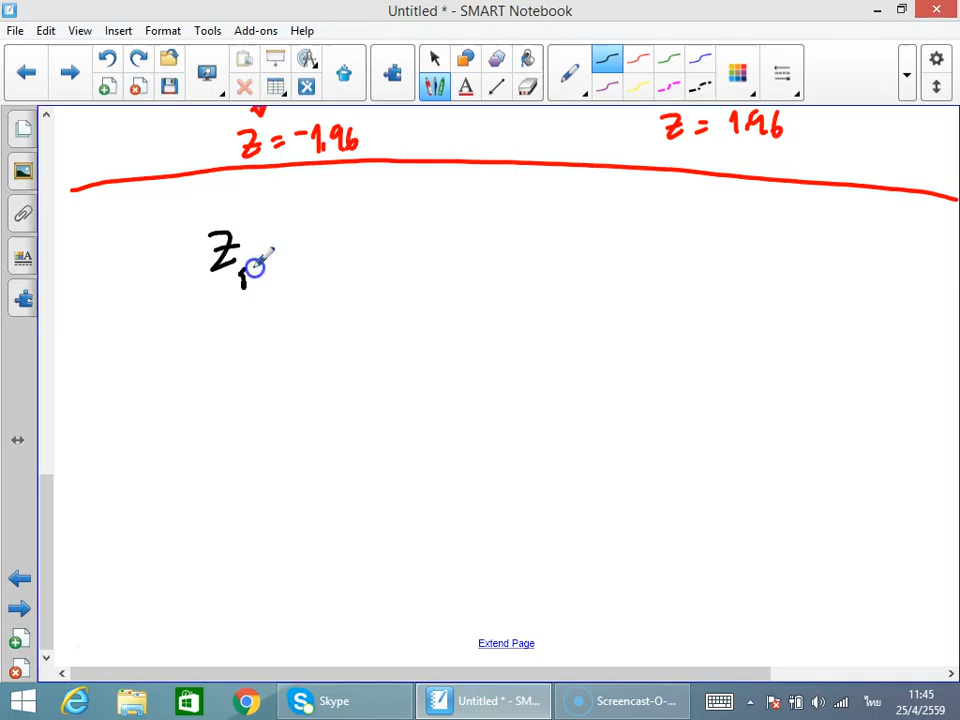 Untitled * - SMART Notebook
File Edit View Insert Format Tools Add-ons Help
Z = -1.96
Z = 1.96
Z
Extend Page
Skype
Untitled * - SM...
Screencast-O-...
ไทย
11:45
25/4/2559